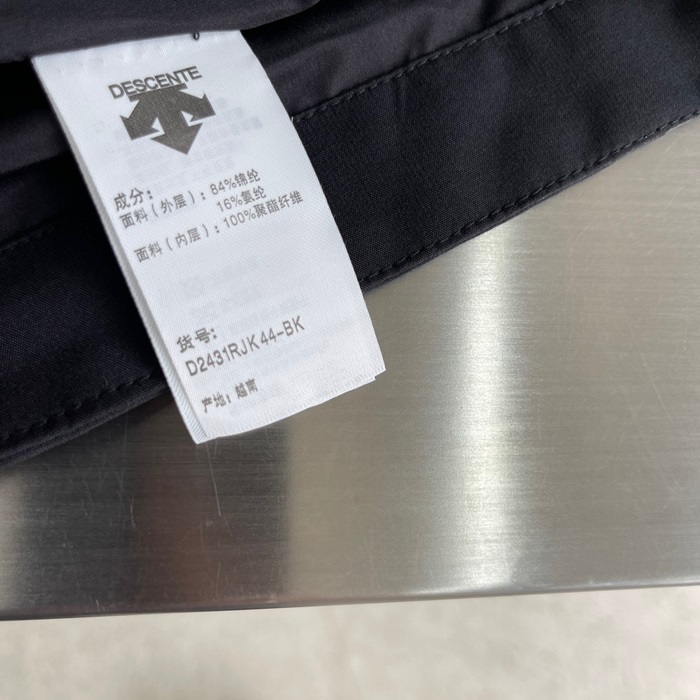 DESCENTE
成分：
面料（外层）：84%锦纶
16%氨纶
面料（内层）：100%聚酯纤维
货号：
D2431RJK44-BK
产地：越南